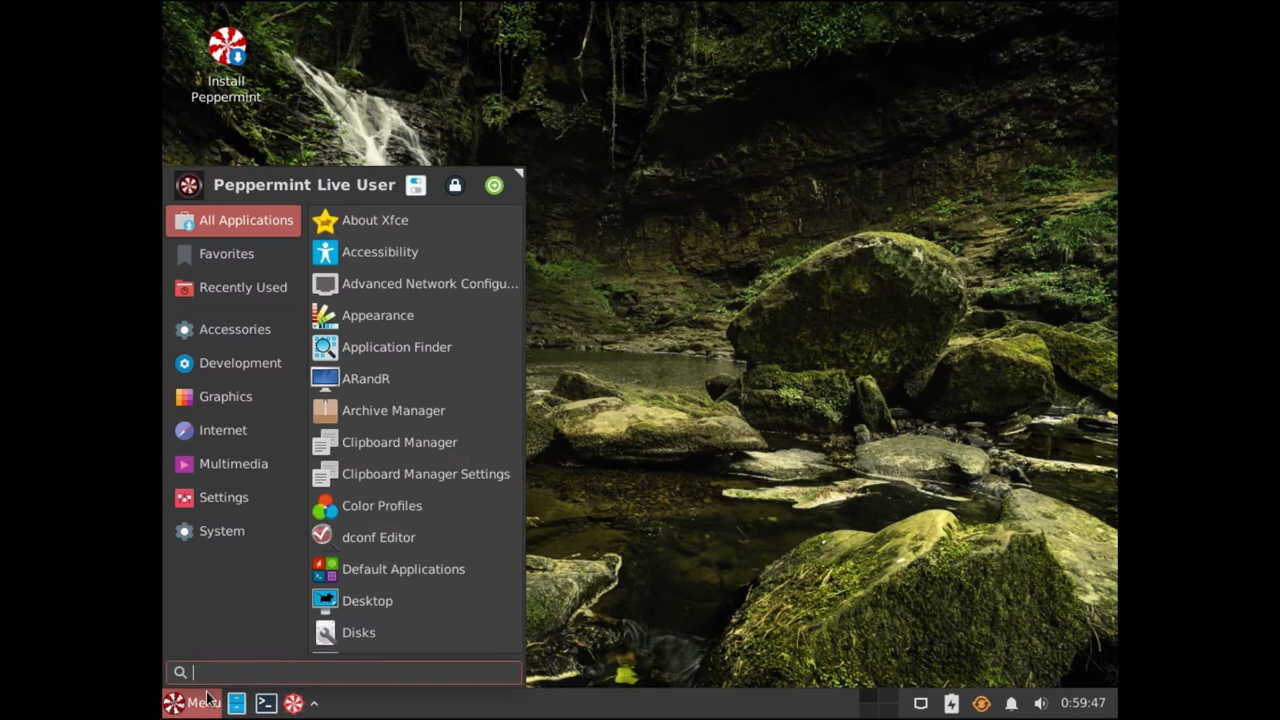 Install
Peppermint
Peppermint Live User
All Applications
Favorites
Recently Used
Accessories
Development
Graphics
Internet
Multimedia
Settings
System
About Xfce
Accessibility
Advanced Network Configu...
Appearance
Application Finder
ARandR
Archive Manager
Clipboard Manager
Clipboard Manager Settings
Color Profiles
dconf Editor
Default Applications
Desktop
Disks
Menu
0:59:47